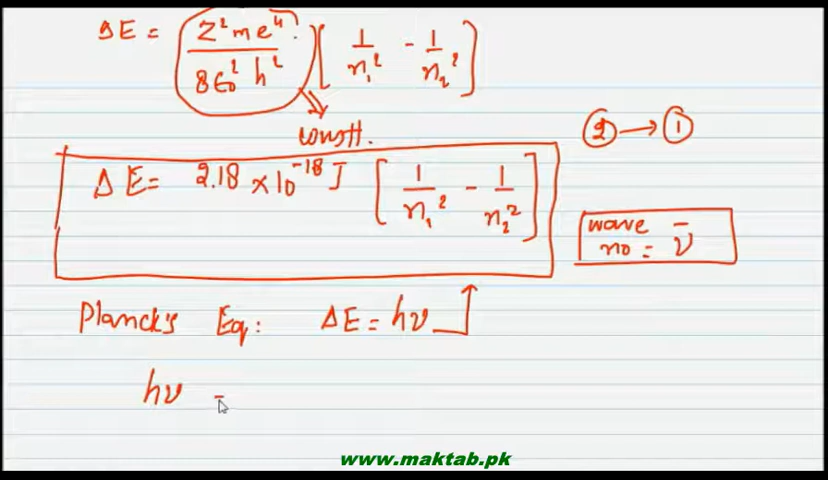 ΔE = Z²me⁴ / 8ε₀²h² [ 1/n₁² - 1/n₂² ]
constt.
② → ①
ΔE = 2.18 × 10⁻¹⁸ J [ 1/n₁² - 1/n₂² ]
wave
no = ν̄
Planck's Eq: ΔE = hν
hν =
www.maktab.pk